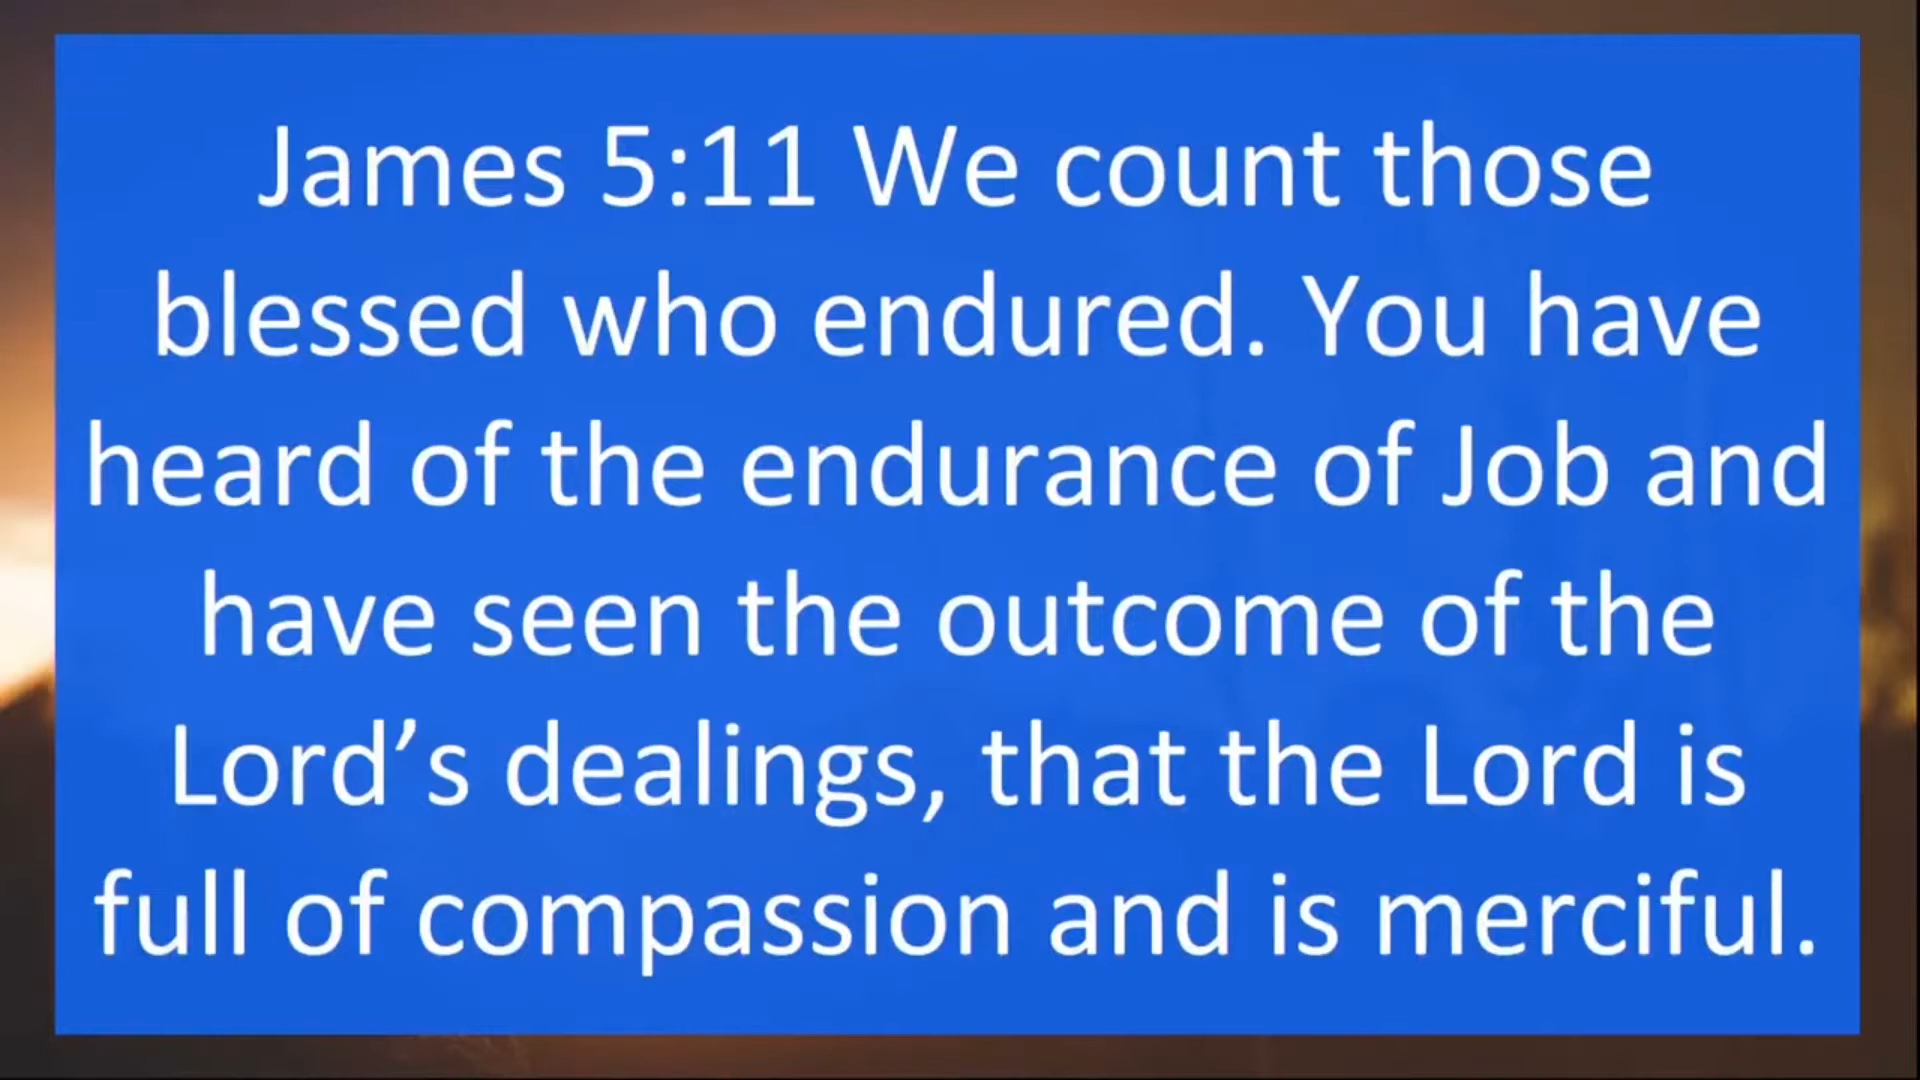 James 5:11 We count those
blessed who endured. You have
heard of the endurance of Job and
have seen the outcome of the
Lord’s dealings, that the Lord is
full of compassion and is merciful.